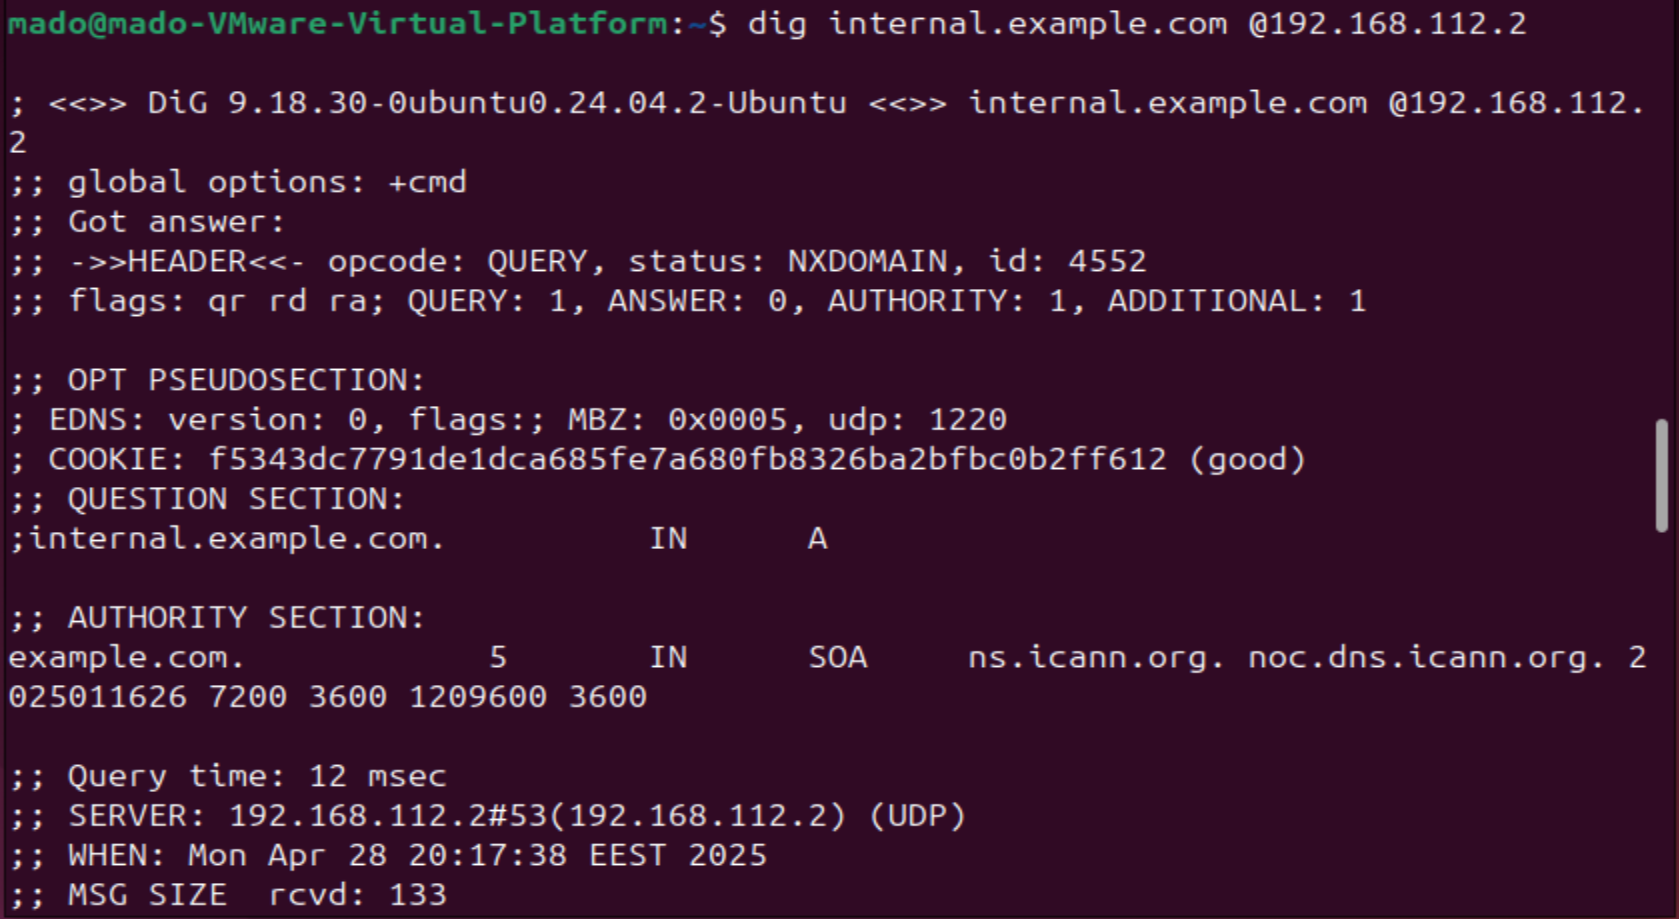 mado@mado-VMware-Virtual-Platform:~$ dig internal.example.com @192.168.112.2
; <<>> DiG 9.18.30-0ubuntu0.24.04.2-Ubuntu <<>> internal.example.com @192.168.112.
2
;; global options: +cmd
;; Got answer:
;; ->>HEADER<<- opcode: QUERY, status: NXDOMAIN, id: 4552
;; flags: qr rd ra; QUERY: 1, ANSWER: 0, AUTHORITY: 1, ADDITIONAL: 1
;; OPT PSEUDOSECTION:
; EDNS: version: 0, flags:; MBZ: 0x0005, udp: 1220
; COOKIE: f5343dc7791de1dca685fe7a680fb8326ba2bfbc0b2ff612 (good)
;; QUESTION SECTION:
;internal.example.com. IN A
;; AUTHORITY SECTION:
example.com. 5 IN SOA ns.icann.org. noc.dns.icann.org. 2
025011626 7200 3600 1209600 3600
;; Query time: 12 msec
;; SERVER: 192.168.112.2#53(192.168.112.2) (UDP)
;; WHEN: Mon Apr 28 20:17:38 EEST 2025
;; MSG SIZE  rcvd: 133